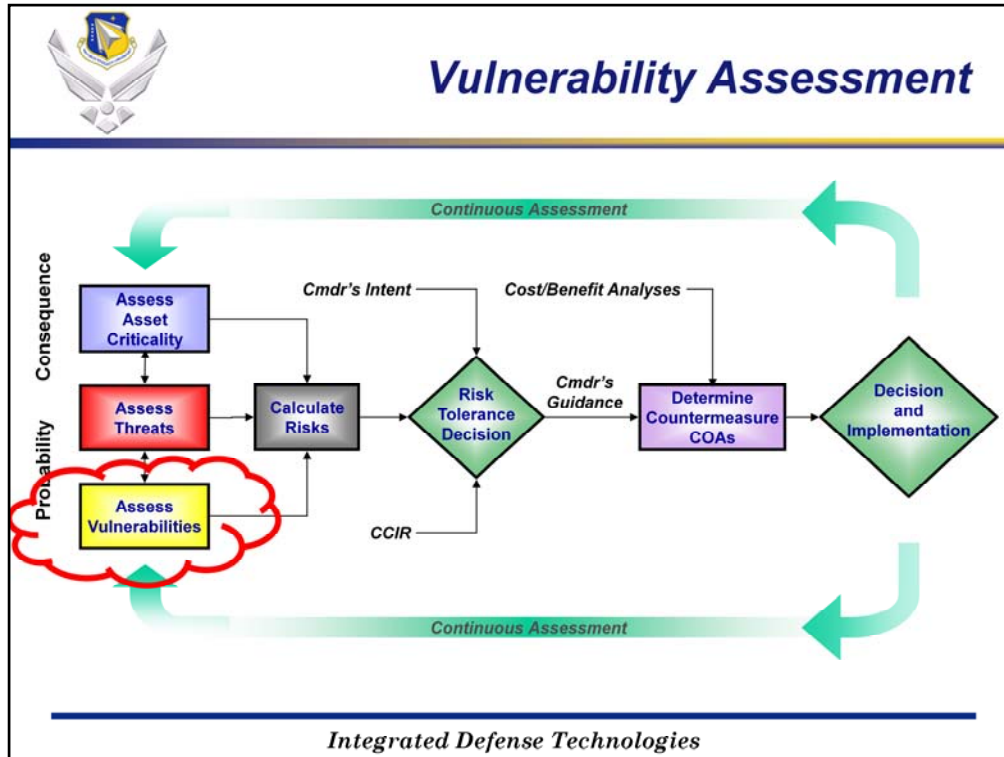 Vulnerability Assessment
Continuous Assessment
Consequence
Probability
Assess
Asset
Criticality
Assess
Threats
Assess
Vulnerabilities
Calculate
Risks
Cmdr's Intent
Risk
Tolerance
Decision
CCIR
Cost/Benefit Analyses
Cmdr's
Guidance
Determine
Countermeasure
COAs
Decision
and
Implementation
Continuous Assessment
Integrated Defense Technologies